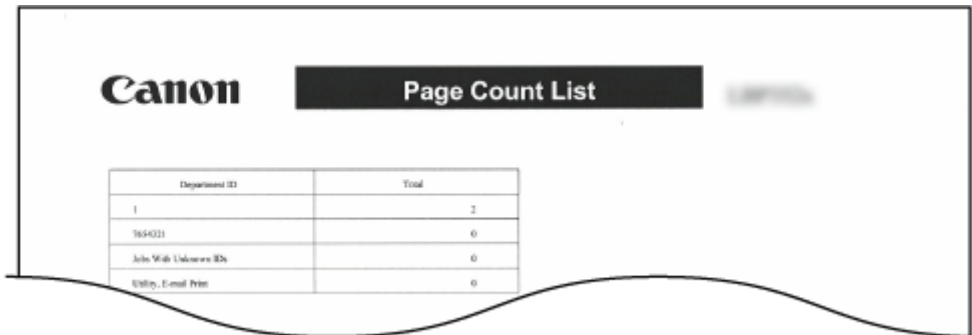 Canon Page Count List
Department ID Total
1 2
7654321 0
Jobs With Unknown IDs 0
Utility, E-mail Print 0